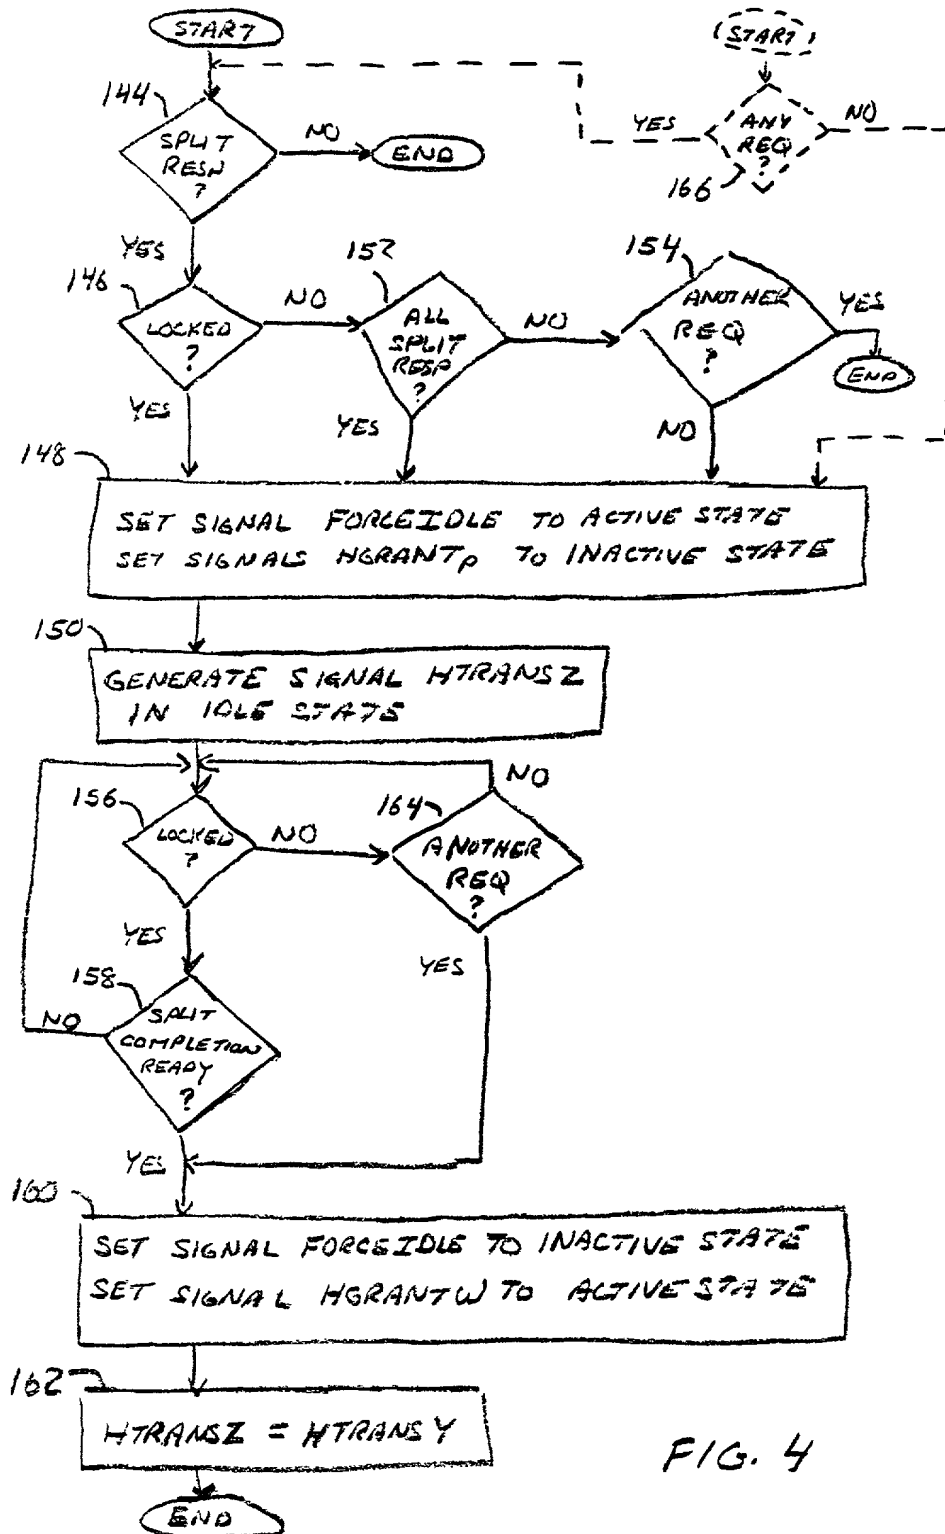 START
(START)
144
SPLIT
RESN
?
NO
END
YES
ANY
REQ
?
NO
166
YES
146
LOCKED
?
NO
152
ALL
SPLIT
RESP
?
NO
154
ANOTHER
REQ
?
YES
END
YES
YES
NO
148
SET SIGNAL FORCEIDLE TO ACTIVE STATE
SET SIGNALS HGRANTp TO INACTIVE STATE
150
GENERATE SIGNAL HTRANSZ
IN IDLE STATE
156
LOCKED
?
NO
164
NO
ANOTHER
REQ
?
YES
YES
158
NO
SPLIT
COMPLETION
READY
?
YES
160
SET SIGNAL FORCEIDLE TO INACTIVE STATE
SET SIGNAL HGRANTW TO ACTIVE STATE
162
HTRANSZ = HTRANSY
END
FIG. 4